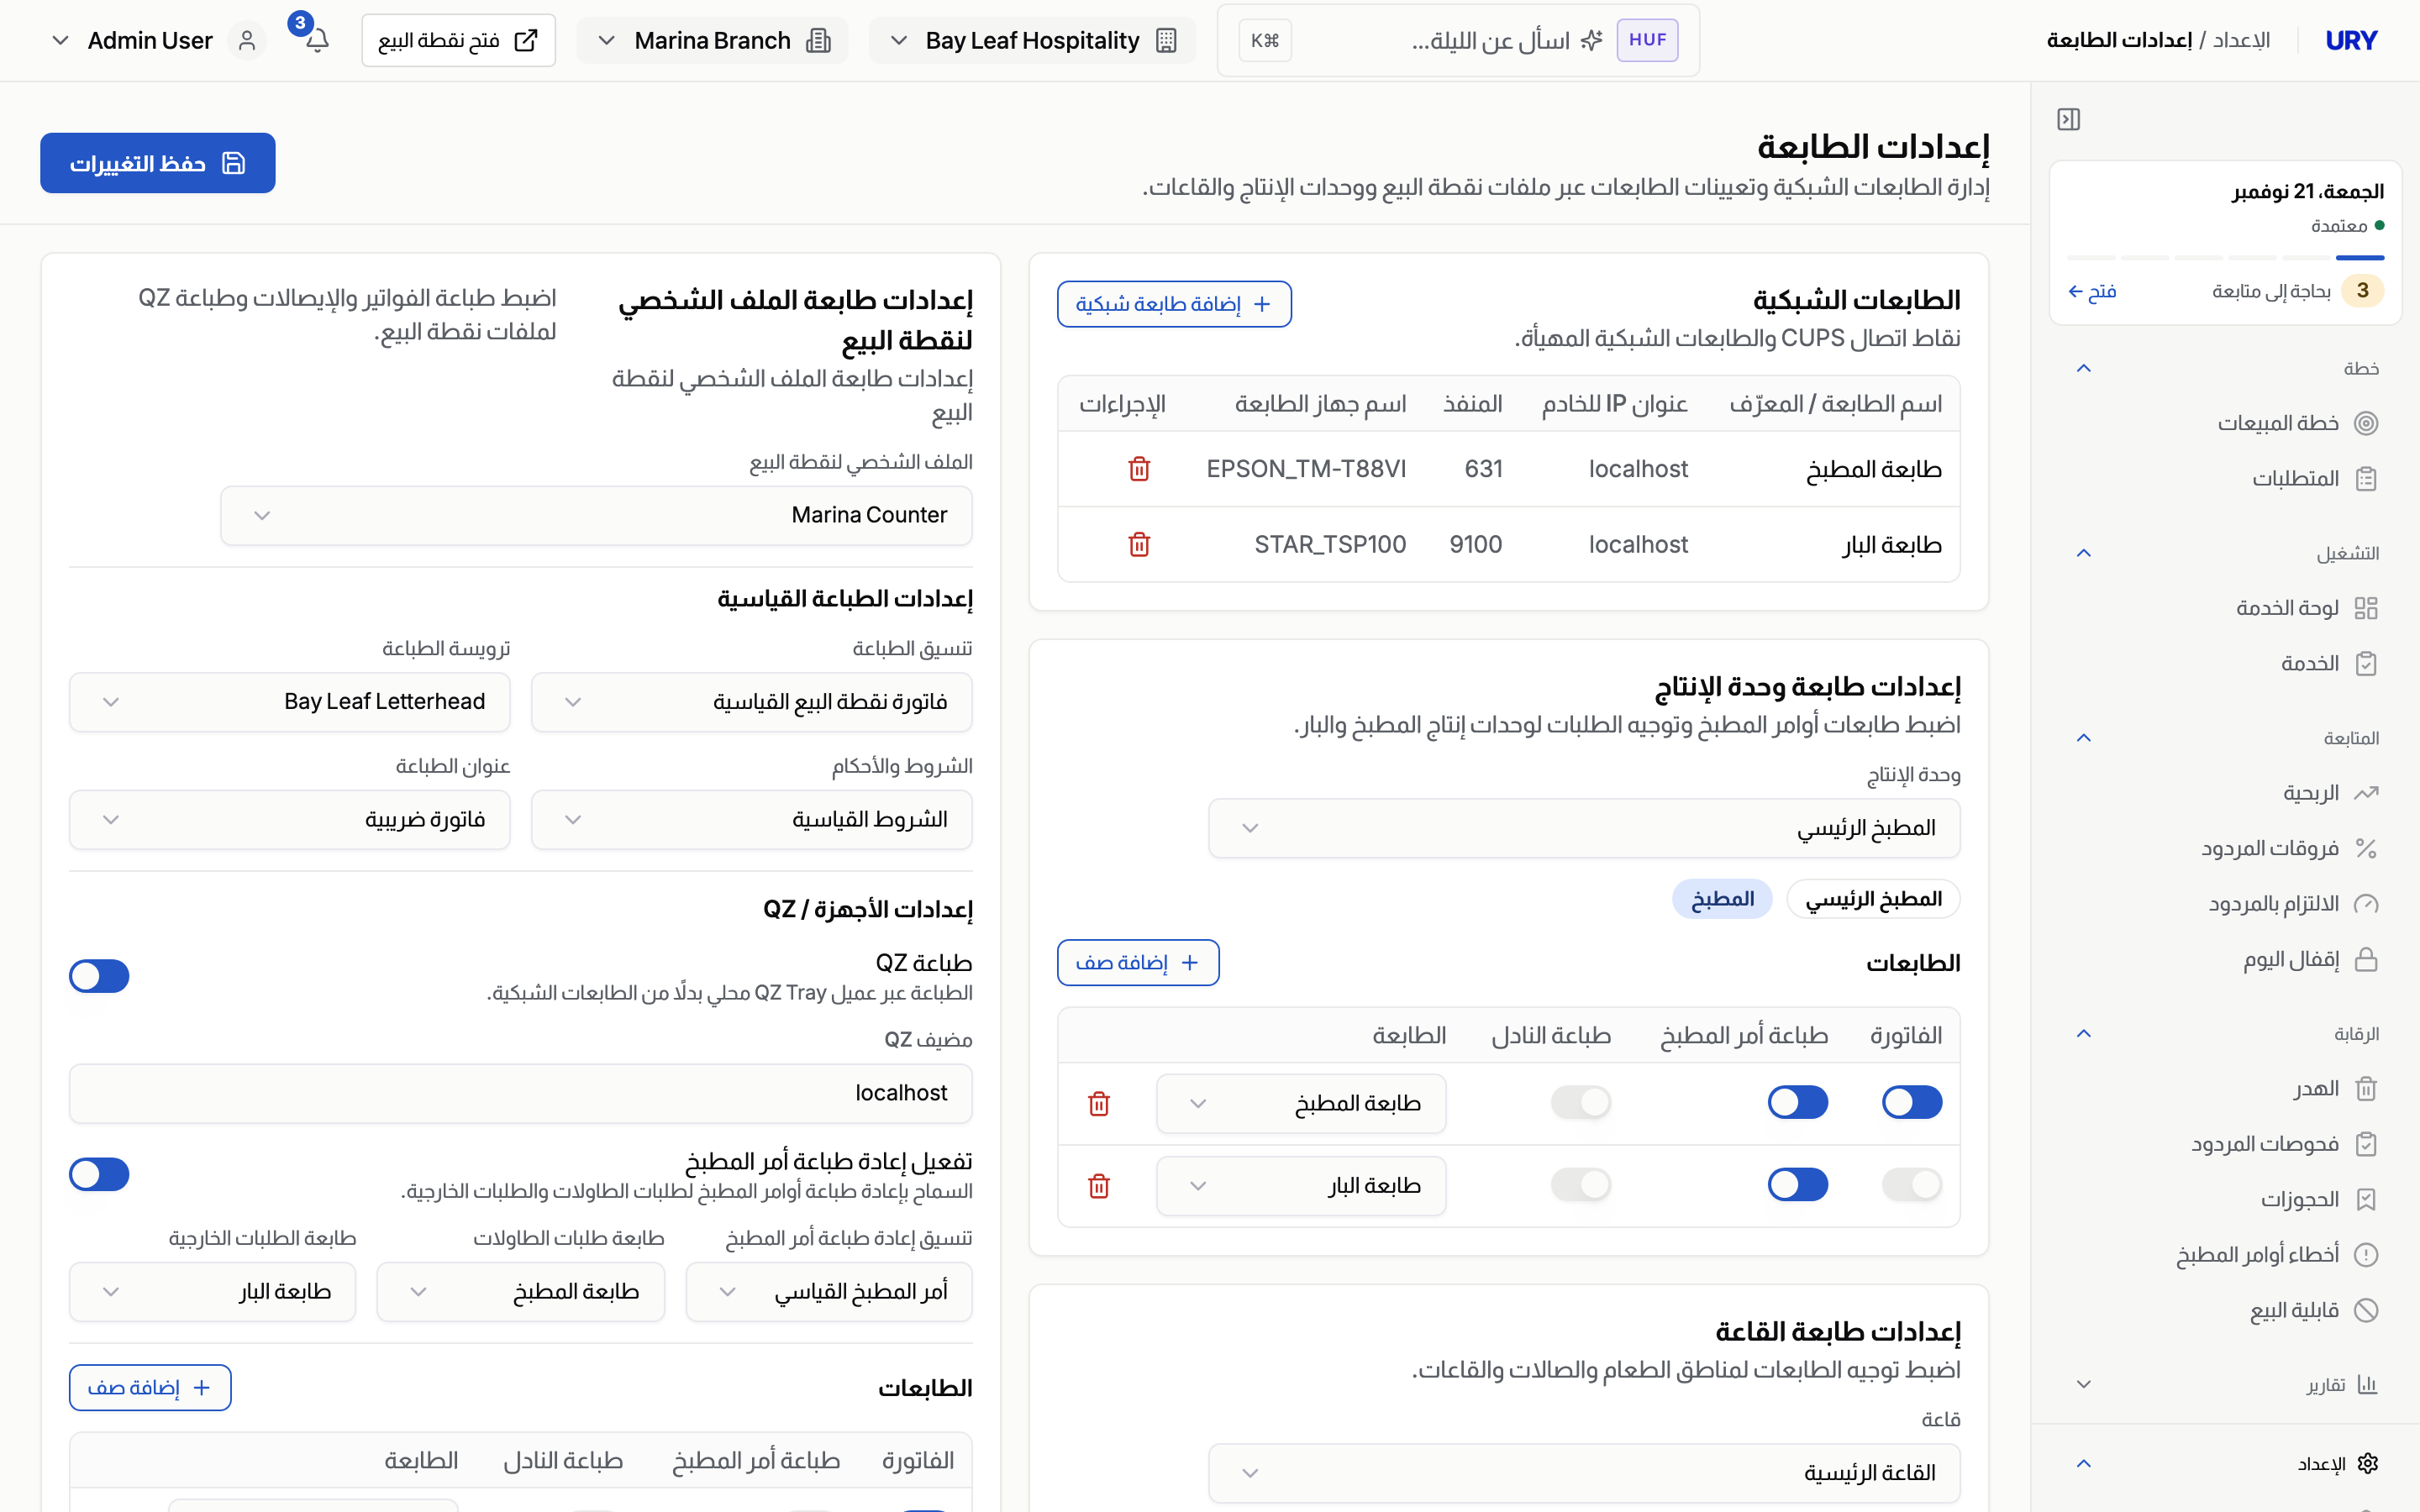 URY
الإعداد / إعدادات الطابعة
HUF
اسأل عن الليلة...
⌘K
Bay Leaf Hospitality
Marina Branch
فتح نقطة البيع
3
Admin User
الجمعة، 21 نوفمبر
معتمدة
3 بحاجة إلى متابعة
فتح
خطة
خطة المبيعات
المتطلبات
التشغيل
لوحة الخدمة
الخدمة
المتابعة
الربحية
فروقات المردود
الالتزام بالمردود
إقفال اليوم
الرقابة
الهدر
فحوصات المردود
الحجوزات
أخطاء أوامر المطبخ
قابلية البيع
تقارير
الإعداد
إعدادات الطابعة
إدارة الطابعات الشبكية وتعيينات الطابعات عبر ملفات نقطة البيع ووحدات الإنتاج والقاعات.
حفظ التغييرات
الطابعات الشبكية
نقاط اتصال CUPS والطابعات الشبكية المهيأة.
إضافة طابعة شبكية
اسم الطابعة / المعرّف عنوان IP للخادم المنفذ اسم جهاز الطابعة الإجراءات
طابعة المطبخ localhost 631 EPSON_TM-T88VI
طابعة البار localhost 9100 STAR_TSP100
إعدادات طابعة وحدة الإنتاج
اضبط طابعات أوامر المطبخ وتوجيه الطلبات لوحدات إنتاج المطبخ والبار.
وحدة الإنتاج
المطبخ الرئيسي
المطبخ الرئيسي المطبخ
الطابعات
إضافة صف
الفاتورة طباعة أمر المطبخ طباعة النادل الطابعة
طابعة المطبخ
طابعة البار
إعدادات طابعة القاعة
اضبط توجيه الطابعات لمناطق الطعام والصالات والقاعات.
قاعة
القاعة الرئيسية
إعدادات طابعة الملف الشخصي
لنقطة البيع
إعدادات طابعة الملف الشخصي لنقطة
البيع
اضبط طباعة الفواتير والإيصالات وطباعة QZ
لملفات نقطة البيع.
الملف الشخصي لنقطة البيع
Marina Counter
إعدادات الطباعة القياسية
تنسيق الطباعة ترويسة الطباعة
فاتورة نقطة البيع القياسية Bay Leaf Letterhead
الشروط والأحكام عنوان الطباعة
الشروط القياسية فاتورة ضريبية
إعدادات الأجهزة / QZ
طباعة QZ
الطباعة عبر عميل QZ Tray محلي بدلًا من الطابعات الشبكية.
مضيف QZ
localhost
تفعيل إعادة طباعة أمر المطبخ
السماح بإعادة طباعة أوامر المطبخ لطلبات الطاولات والطلبات الخارجية.
تنسيق إعادة طباعة أمر المطبخ طابعة طلبات الطاولات طابعة الطلبات الخارجية
أمر المطبخ القياسي طابعة المطبخ طابعة البار
الطابعات
إضافة صف
الفاتورة طباعة أمر المطبخ طباعة النادل الطابعة